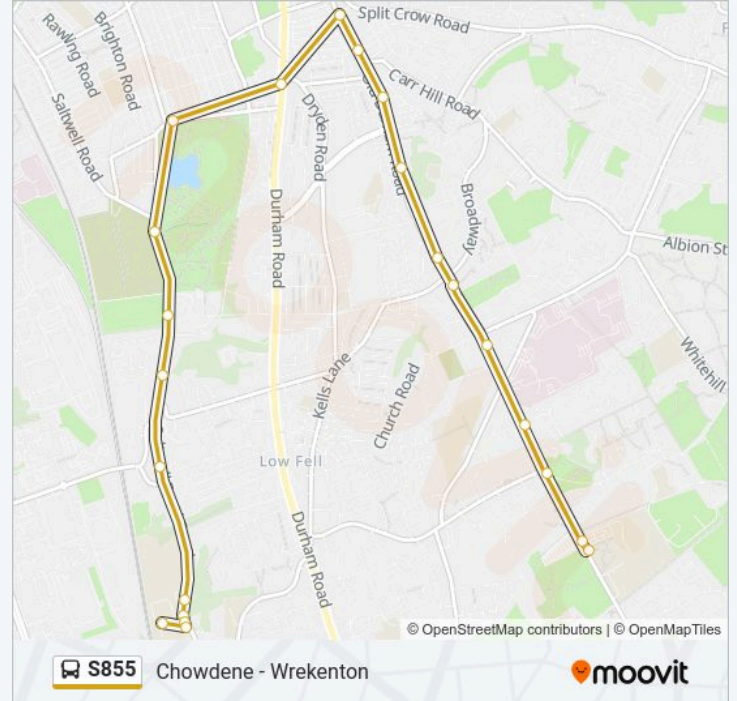 Split Crow Road
Rawling Road
Brighton Road
Carr Hill Road
Saltwell Road
Dryden Road
Durham Road
Broadway
Albion St
Whitehill
Kells Lane
Church Road
Low Fell
Durham Road
© OpenStreetMap contributors | © OpenMapTiles
S855 Chowdene - Wrekenton
moovit